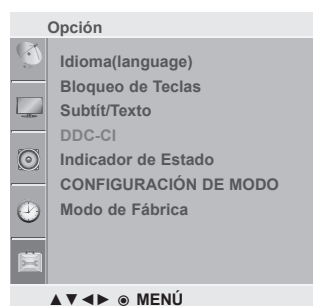 Opción
Idioma(language)
Bloqueo de Teclas
Subtít/Texto
DDC-CI
Indicador de Estado
CONFIGURACIÓN DE MODO
Modo de Fábrica
▲▼◄► ◉ MENÚ